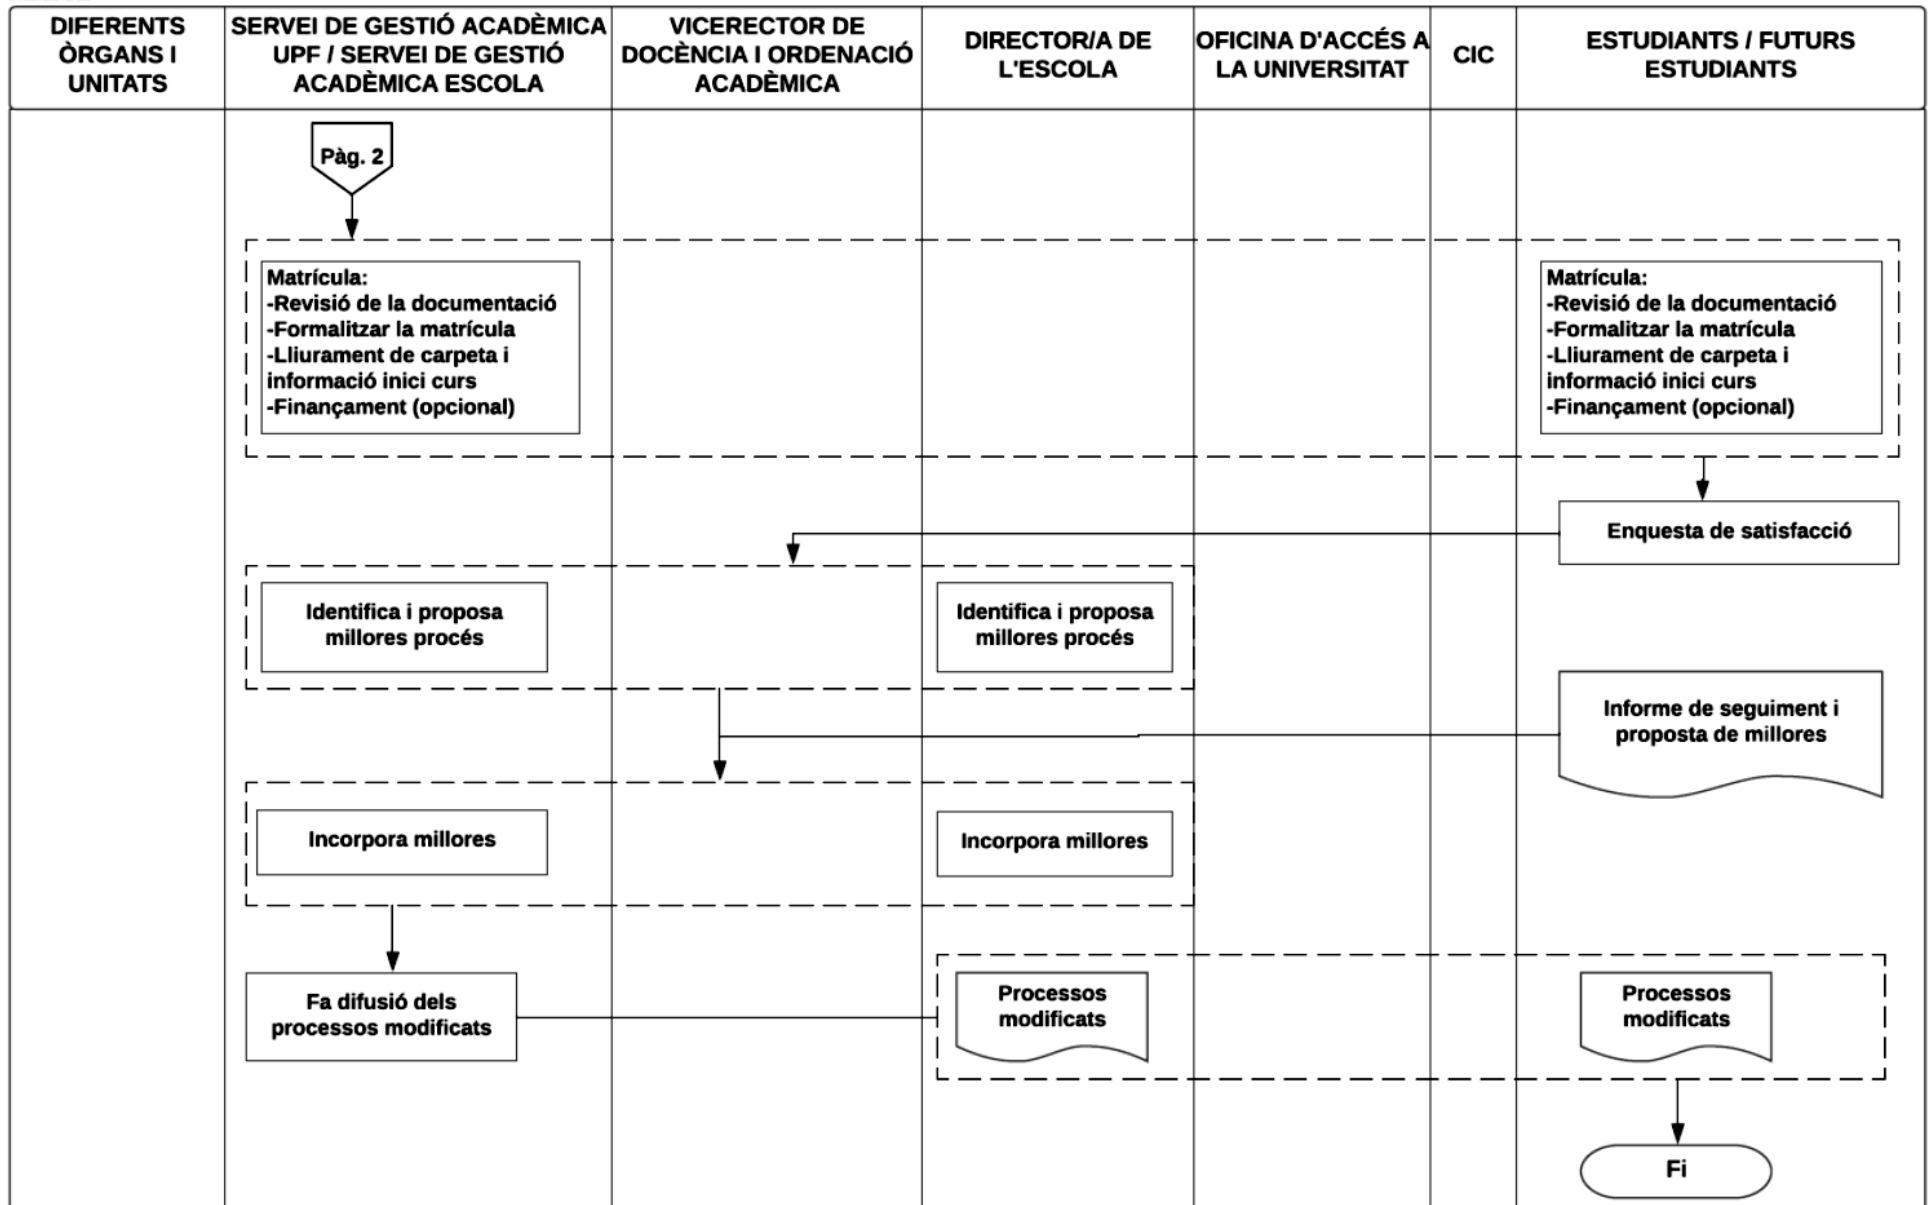 DIFERENTS
ÒRGANS I
UNITATS
SERVEI DE GESTIÓ ACADÈMICA
UPF / SERVEI DE GESTIÓ
ACADÈMICA ESCOLA
VICERECTOR DE
DOCÈNCIA I ORDENACIÓ
ACADÈMICA
DIRECTOR/A DE
L'ESCOLA
OFICINA D'ACCÉS A
LA UNIVERSITAT
CIC
ESTUDIANTS / FUTURS
ESTUDIANTS
Pàg. 2
Matrícula:
-Revisió de la documentació
-Formalitzar la matrícula
-Lliurament de carpeta i
informació inici curs
-Finançament (opcional)
Matrícula:
-Revisió de la documentació
-Formalitzar la matrícula
-Lliurament de carpeta i
informació inici curs
-Finançament (opcional)
Enquesta de satisfacció
Identifica i proposa
millores procés
Identifica i proposa
millores procés
Informe de seguiment i
proposta de millores
Incorpora millores
Incorpora millores
Fa difusió dels
processos modificats
Processos
modificats
Processos
modificats
Fi